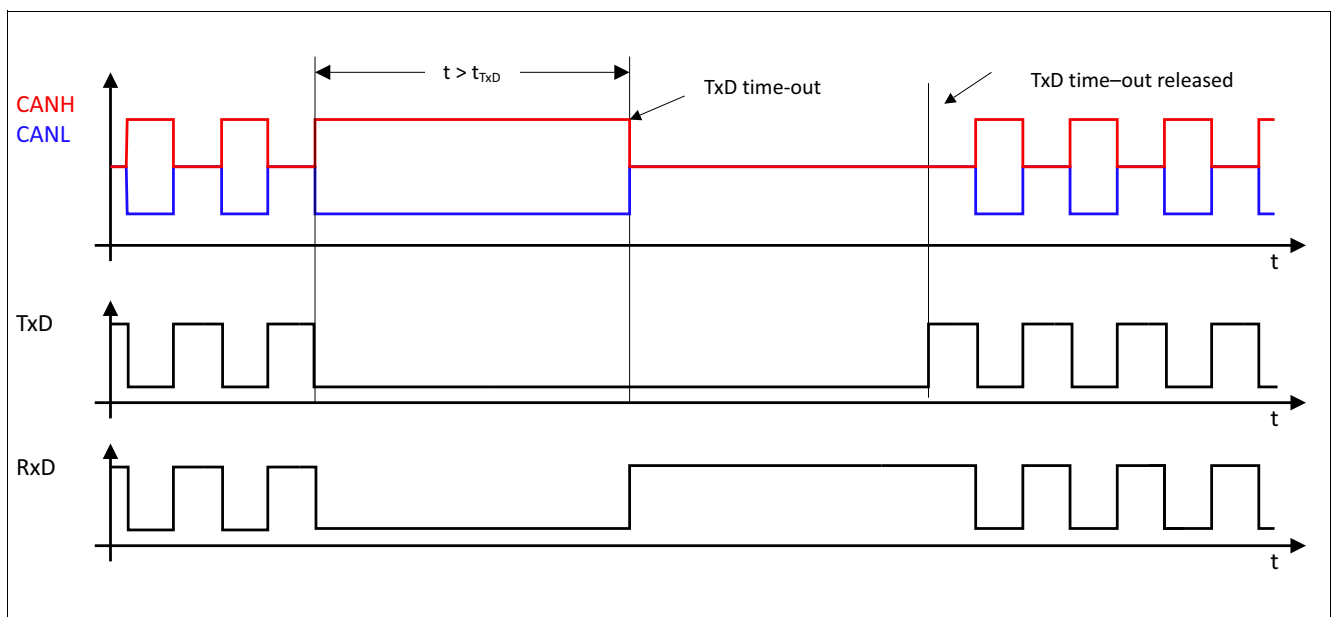 t > tTxD
TxD time-out
TxD time–out released
CANH
CANL
t
TxD
t
RxD
t